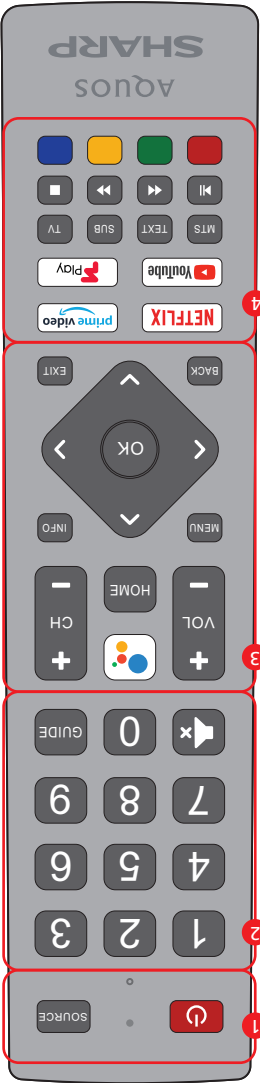 1 SOURCE
2
1 2 3
4 5 6
7 8 9
0 GUIDE
3
+ +
VOL HOME CH
- -
MENU INFO
OK
BACK EXIT
4
NETFLIX prime video
YouTube Play
MTS TEXT SUB TV
AQUOS
SHARP